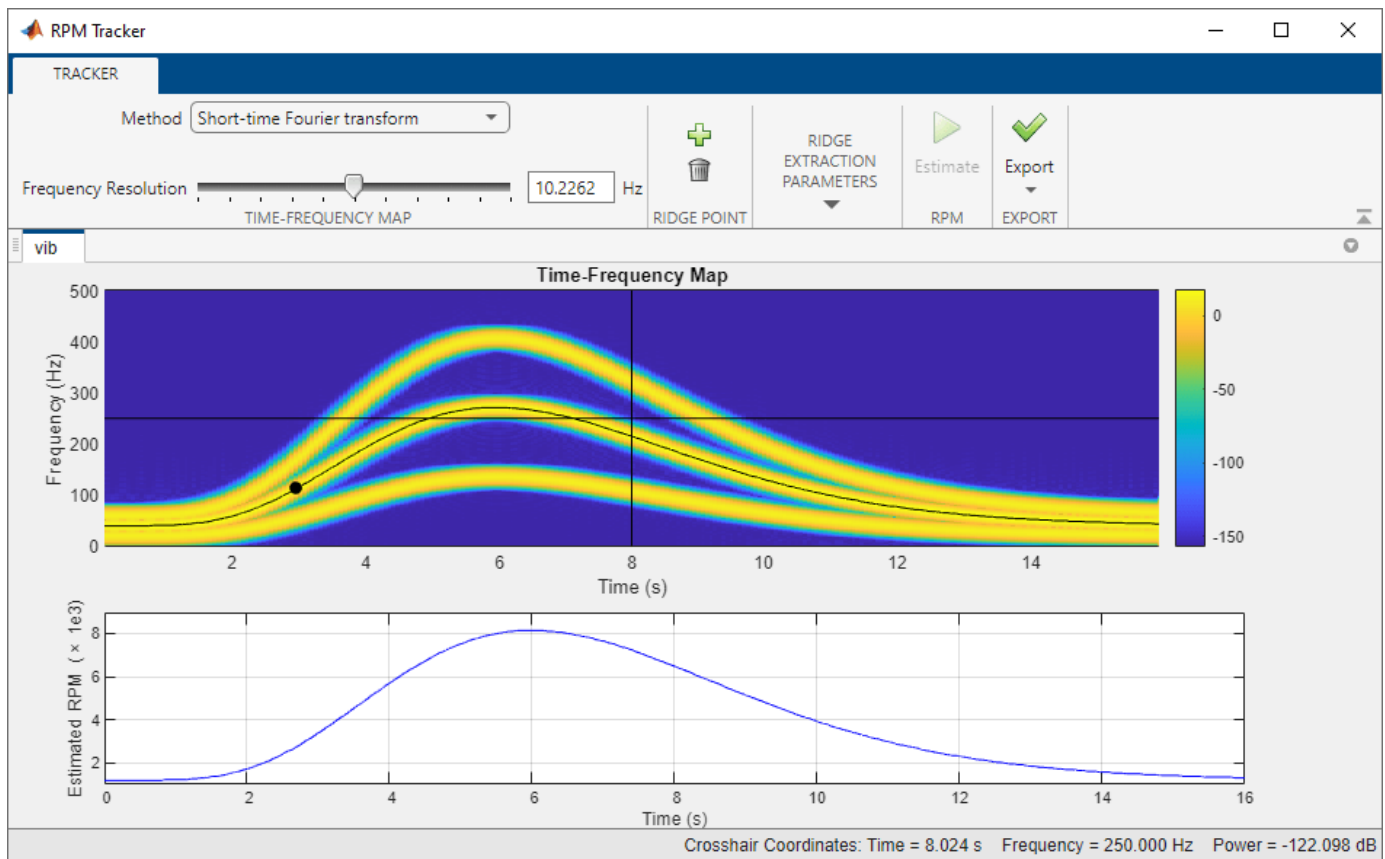 RPM Tracker
TRACKER
Method Short-time Fourier transform
Frequency Resolution 10.2262 Hz
TIME-FREQUENCY MAP
RIDGE POINT
RIDGE
EXTRACTION
PARAMETERS
Estimate
RPM
Export
EXPORT
vib
Time-Frequency Map
Frequency (Hz)
500
400
300
200
100
0
2 4 6 8 10 12 14
Time (s)
0
-50
-100
-150
Estimated RPM ( × 1e3)
8
6
4
2
0 2 4 6 8 10 12 14 16
Time (s)
Crosshair Coordinates: Time = 8.024 s Frequency = 250.000 Hz Power = -122.098 dB